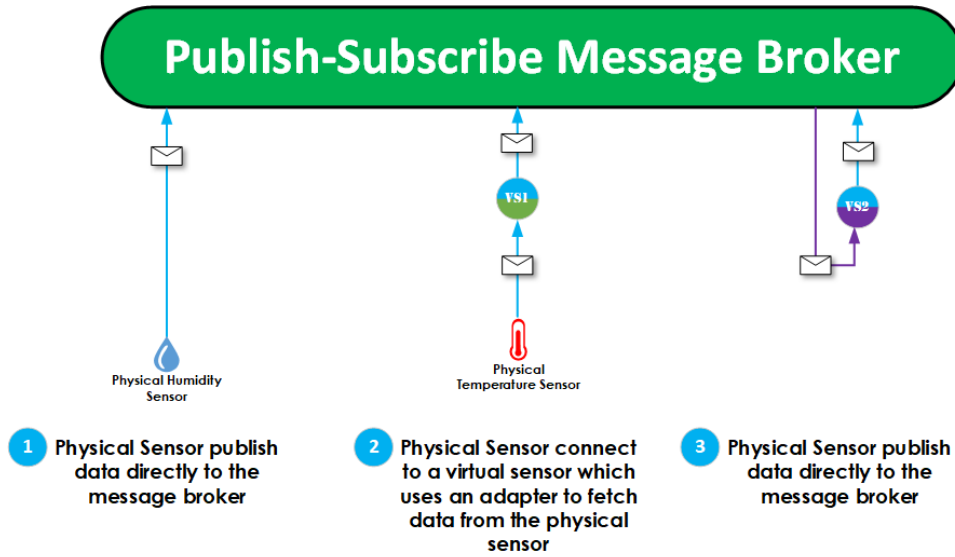 Publish-Subscribe Message Broker
VS1
VS2
Physical Humidity
Sensor
Physical
Temperature Sensor
1
Physical Sensor publish
data directly to the
message broker
2
Physical Sensor connect
to a virtual sensor which
uses an adapter to fetch
data from the physical
sensor
3
Physical Sensor publish
data directly to the
message broker